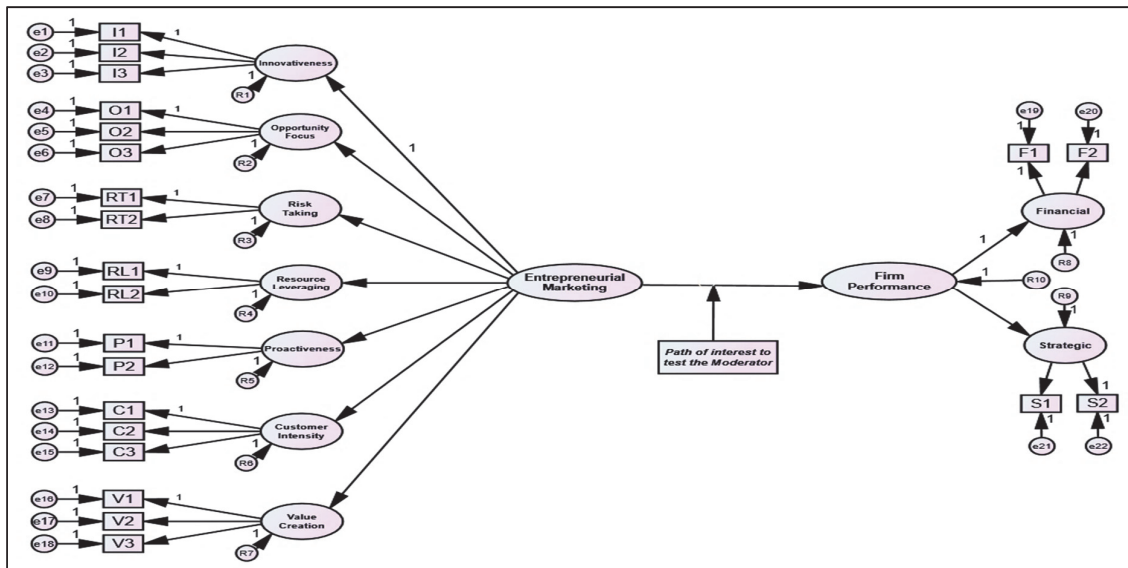 e1 1 I1 1
e2 1 I2
e3 1 I3
Innovativeness
1
R1
e4 1 O1 1
e5 1 O2
e6 1 O3
Opportunity
Focus
1
R2
e7 1 RT1 1
e8 1 RT2
Risk
Taking
1
R3
e9 1 RL1 1
e10 1 RL2
Resource
Leveraging
1
R4
e11 1 P1 1
e12 1 P2
Proactiveness
1
R5
e13 1 C1 1
e14 1 C2
e15 1 C3
Customer
Intensity
1
R6
e16 1 V1 1
e17 1 V2
e18 1 V3
Value
Creation
1
R7
1
Entrepreneurial
Marketing
Path of interest to
test the Moderator
Firm
Performance
1
R10
e19 e20
1 1
F1 F2
1
Financial
1
1
R8
R9
1
Strategic
1
S1 S2
1 1
e21 e22